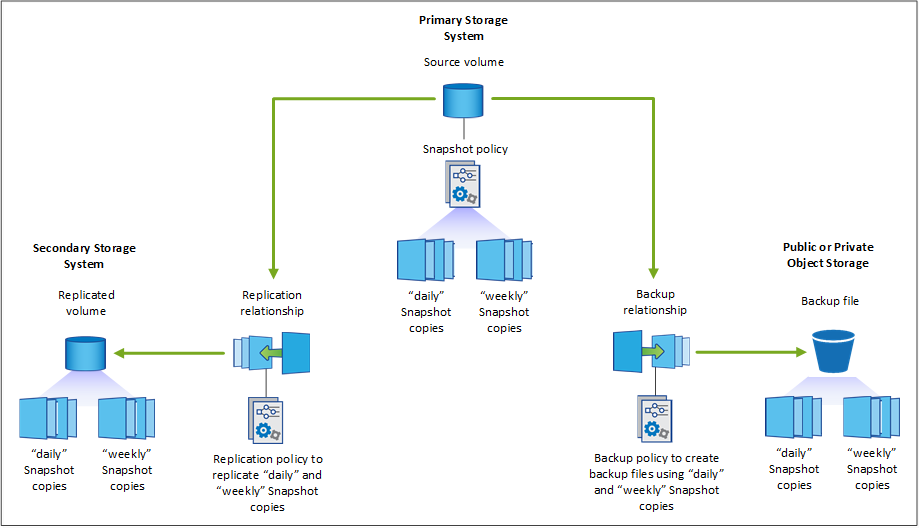 Primary Storage
System
Source volume
Snapshot policy
“daily”
Snapshot
copies
“weekly”
Snapshot
copies
Secondary Storage
System
Replicated
volume
“daily”
Snapshot
copies
“weekly”
Snapshot
copies
Replication
relationship
Replication policy to
replicate “daily” and
“weekly” Snapshot
copies
Backup
relationship
Backup policy to create
backup files using “daily”
and “weekly” Snapshot
copies
Public or Private
Object Storage
Backup file
“daily”
Snapshot
copies
“weekly”
Snapshot
copies